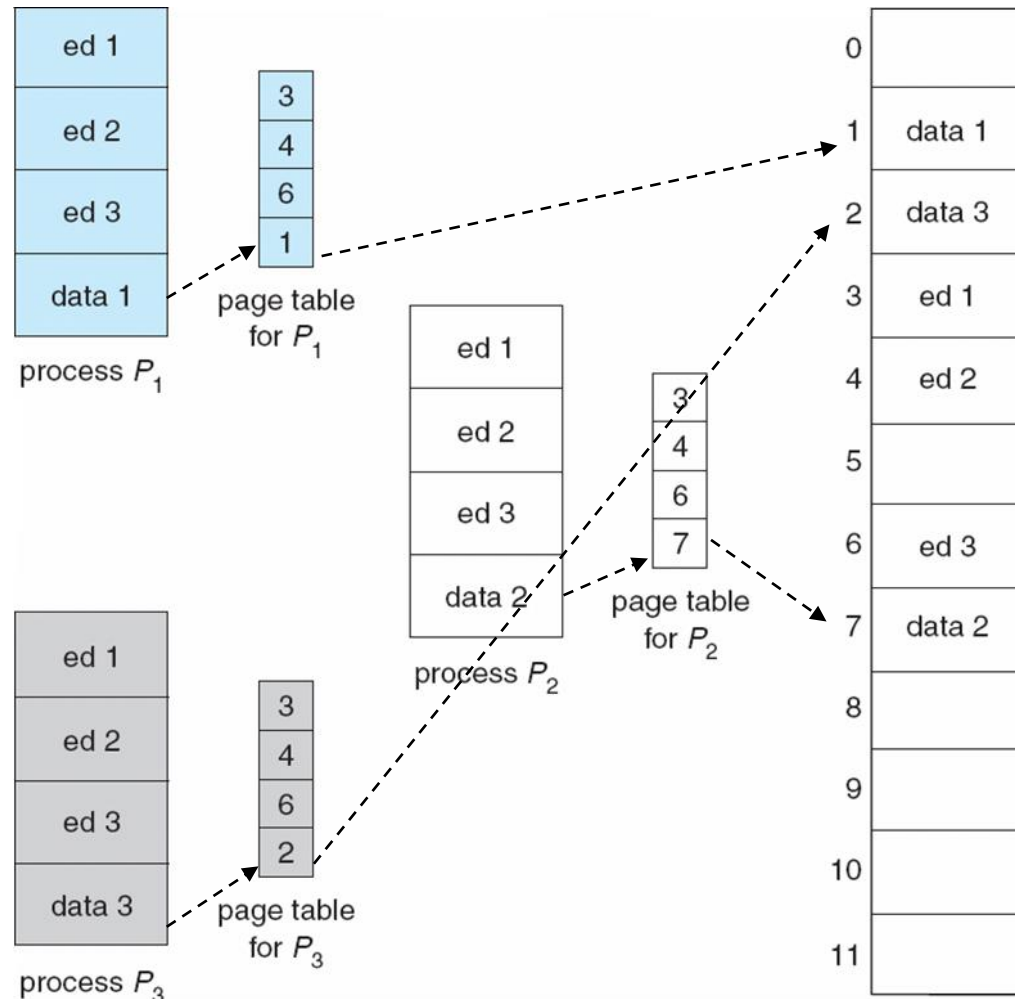 ed 1
ed 2
ed 3
data 1
process P1
3
4
6
1
page table
for P1
ed 1
ed 2
ed 3
data 2
process P2
3
4
6
7
page table
for P2
ed 1
ed 2
ed 3
data 3
process P3
3
4
6
2
page table
for P3
0
1 data 1
2 data 3
3 ed 1
4 ed 2
5
6 ed 3
7 data 2
8
9
10
11